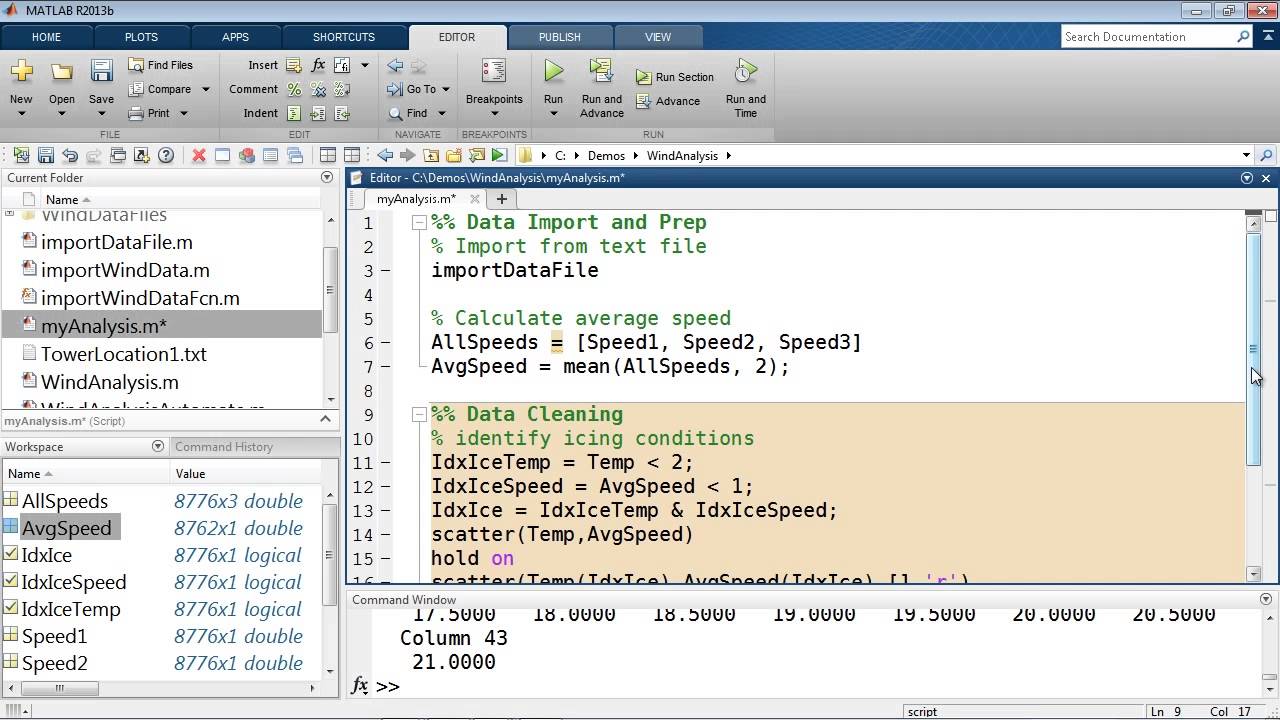 MATLAB R2013b
HOME PLOTS APPS SHORTCUTS EDITOR PUBLISH VIEW Search Documentation
New
Open
Save
Find Files
Compare
Print
FILE
Insert fx
Comment
Indent
EDIT
Go To
Find
NAVIGATE
Breakpoints
BREAKPOINTS
Run
Run and
Advance
Run Section
Advance
Run and
Time
RUN
C: Demos WindAnalysis
Current Folder
Name
WindDataFiles
importDataFile.m
importWindData.m
importWindDataFcn.m
myAnalysis.m*
TowerLocation1.txt
WindAnalysis.m
WindAnalysisAutomate.m
myAnalysis.m* (Script)
Workspace Command History
Name Value
AllSpeeds 8776x3 double
AvgSpeed 8762x1 double
IdxIce 8776x1 logical
IdxIceSpeed 8776x1 logical
IdxIceTemp 8776x1 logical
Speed1 8776x1 double
Speed2 8776x1 double
Editor - C:\Demos\WindAnalysis\myAnalysis.m*
myAnalysis.m*
1 %% Data Import and Prep
2 % Import from text file
3 importDataFile
4
5 % Calculate average speed
6 AllSpeeds = [Speed1, Speed2, Speed3]
7 AvgSpeed = mean(AllSpeeds, 2);
8
9 %% Data Cleaning
10 % identify icing conditions
11 IdxIceTemp = Temp < 2;
12 IdxIceSpeed = AvgSpeed < 1;
13 IdxIce = IdxIceTemp & IdxIceSpeed;
14 scatter(Temp,AvgSpeed)
15 hold on
16 scatter(Temp(IdxIce),AvgSpeed(IdxIce),[],'r')
Command Window
17.5000 18.0000 18.5000 19.0000 19.5000 20.0000 20.5000
Column 43
21.0000
fx >>
script Ln 9 Col 17